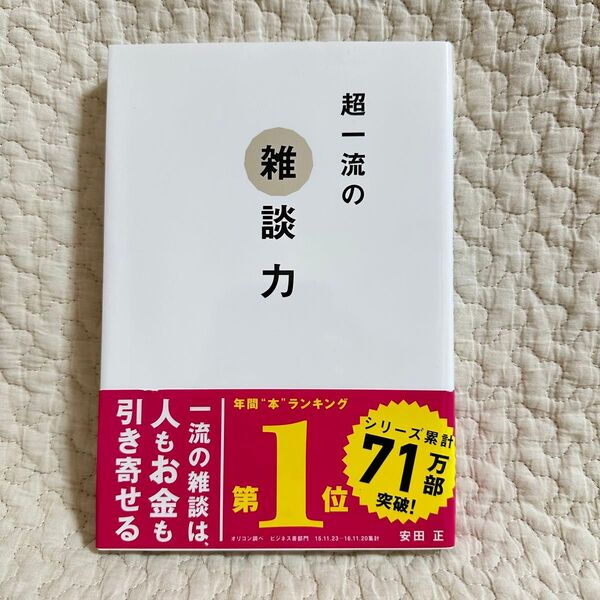 超一流の
雑談力
一流の雑談は、
人もお金も
引き寄せる
年間“本”ランキング
第1位
オリコン調べ ビジネス書部門 15.11.23−16.11.20集計
シリーズ累計
71万部
突破!
安田 正